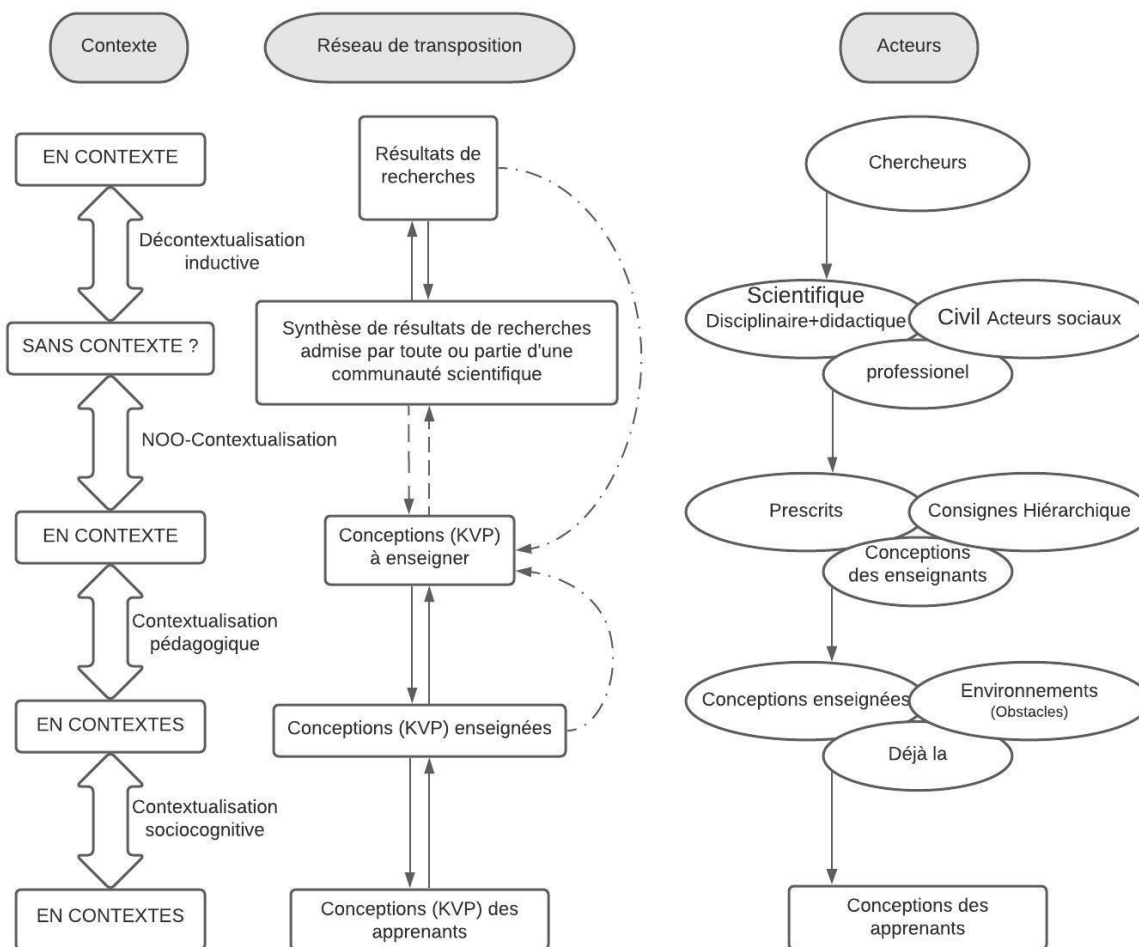 Contexte
Réseau de transposition
Acteurs
EN CONTEXTE
Résultats de
recherches
Chercheurs
Décontextualisation
inductive
Scientifique
Disciplinaire+didactique
Civil Acteurs sociaux
professionel
SANS CONTEXTE ?
Synthèse de résultats de recherches
admise par toute ou partie d'une
communauté scientifique
NOO-Contextualisation
EN CONTEXTE
Conceptions (KVP)
à enseigner
Prescrits
Consignes Hiérarchique
Conceptions
des enseignants
Contextualisation
pédagogique
EN CONTEXTES
Conceptions (KVP) enseignées
Conceptions enseignées
Environnements
(Obstacles)
Déjà la
Contextualisation
sociocognitive
EN CONTEXTES
Conceptions (KVP) des
apprenants
Conceptions des
apprenants